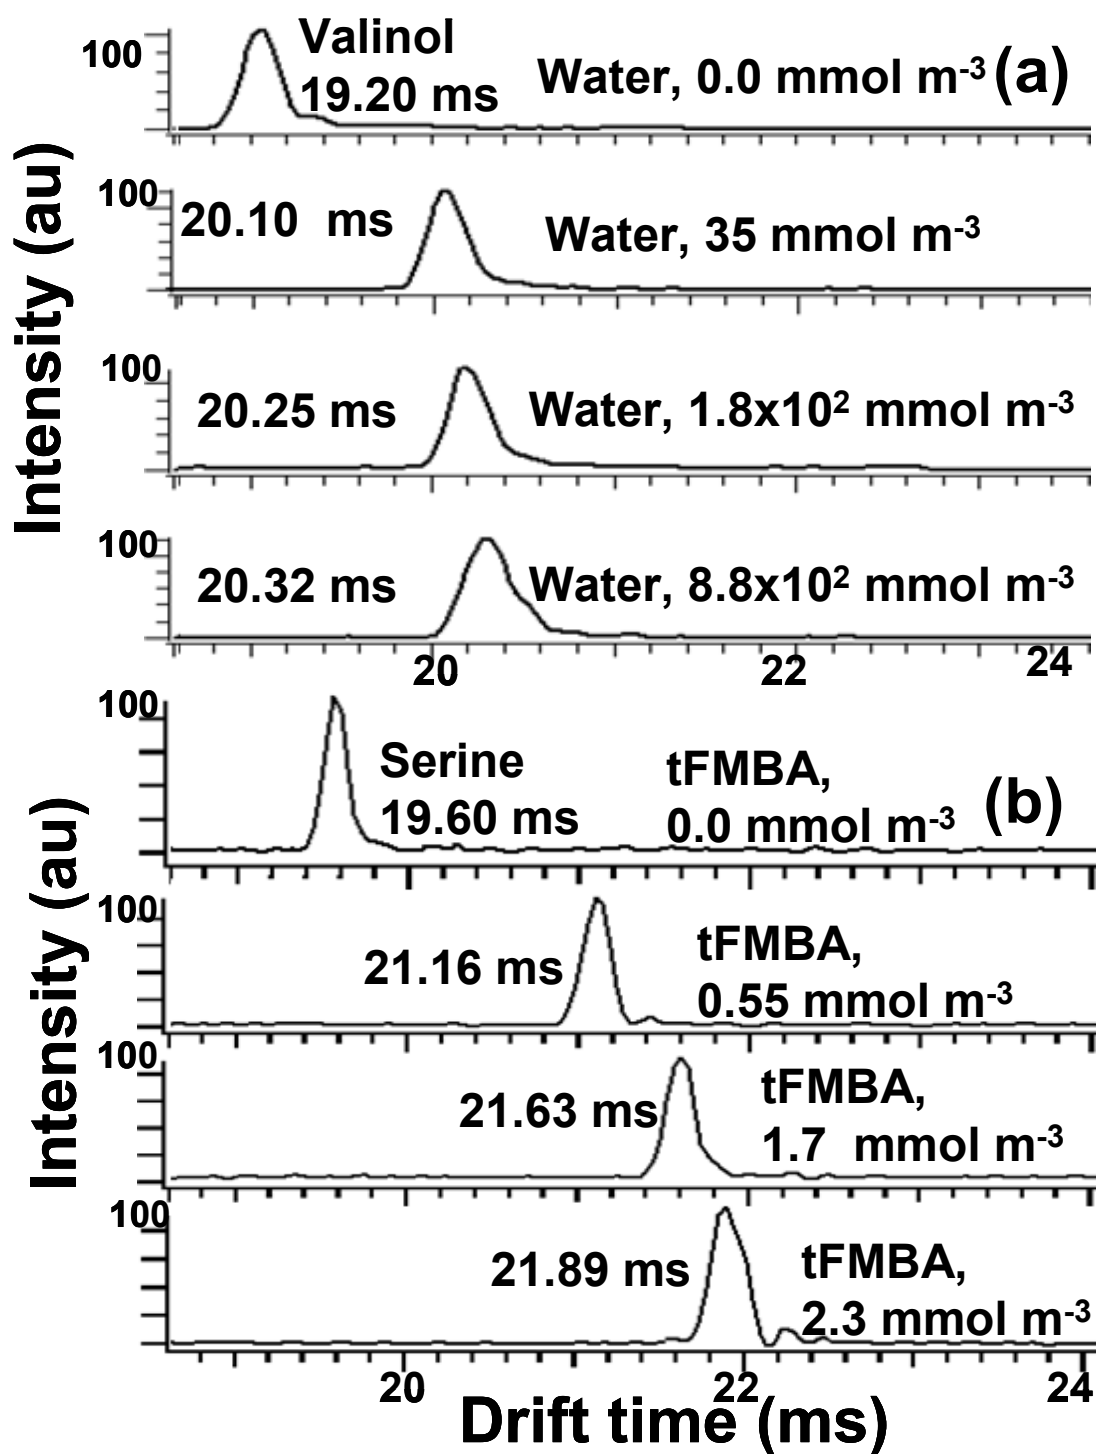 Intensity (au)
100
Valinol
19.20 ms
Water, 0.0 mmol m-3 (a)
100
20.10 ms
Water, 35 mmol m-3
100
20.25 ms
Water, 1.8x10² mmol m-3
100
20.32 ms
Water, 8.8x10² mmol m-3
20 22 24
Intensity (au)
100
Serine
19.60 ms
tFMBA,
0.0 mmol m-3
(b)
100
21.16 ms
tFMBA,
0.55 mmol m-3
100
21.63 ms
tFMBA,
1.7 mmol m-3
100
21.89 ms
tFMBA,
2.3 mmol m-3
20 22 24
Drift time (ms)